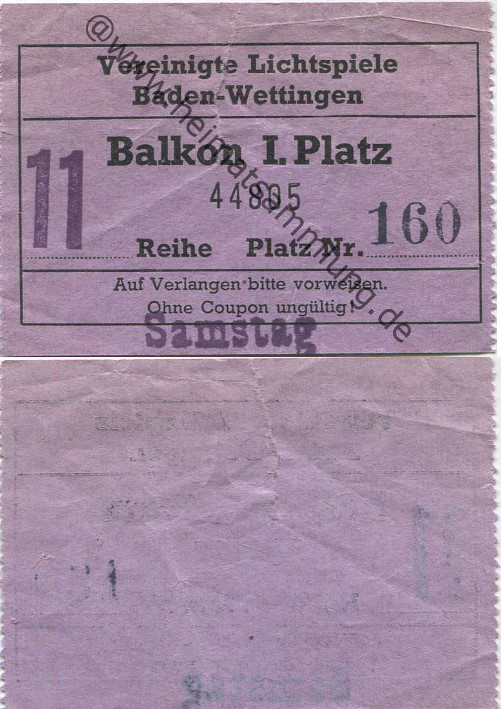 Vereinigte Lichtspiele
Baden-Wettingen
Balkon I. Platz
44805
11 Reihe Platz Nr. 160
Auf Verlangen bitte vorweisen.
Ohne Coupon ungültig!
Samstag
@www.heimatsammlung.de